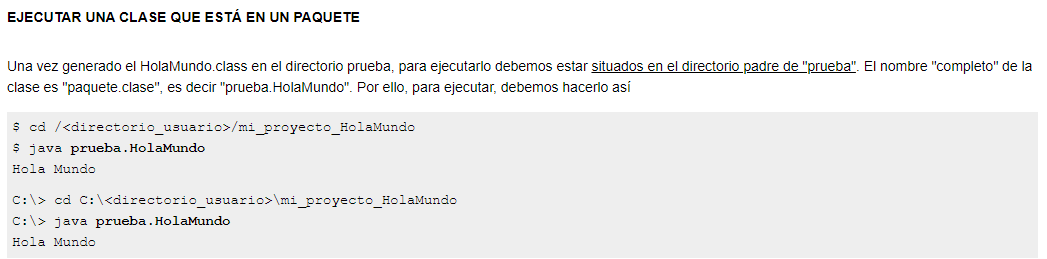 EJECUTAR UNA CLASE QUE ESTÁ EN UN PAQUETE
Una vez generado el HolaMundo.class en el directorio prueba, para ejecutarlo debemos estar situados en el directorio padre de "prueba". El nombre "completo" de la
clase es "paquete.clase", es decir "prueba.HolaMundo". Por ello, para ejecutar, debemos hacerlo así
$ cd /<directorio_usuario>/mi_proyecto_HolaMundo
$ java prueba.HolaMundo
Hola Mundo
C:\> cd C:\<directorio_usuario>\mi_proyecto_HolaMundo
C:\> java prueba.HolaMundo
Hola Mundo